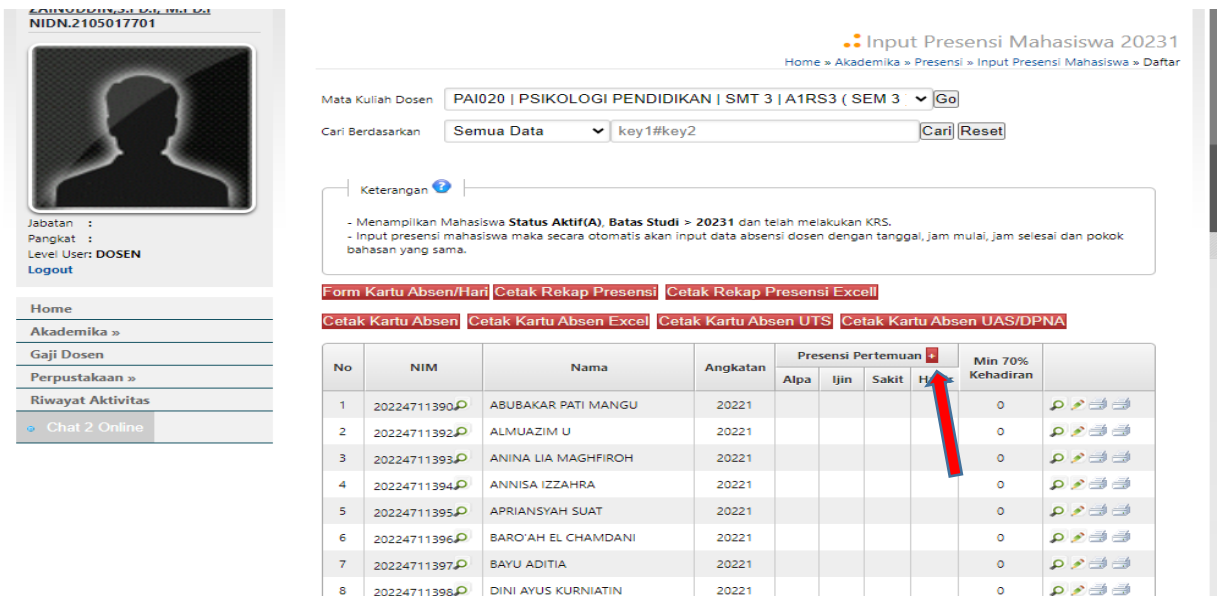 ZAINUDDIN,S.Pd.I, M.Pd.I
NIDN.2105017701
Jabatan :
Pangkat :
Level User: DOSEN
Logout
Home
Akademika »
Gaji Dosen
Perpustakaan »
Riwayat Aktivitas
Chat 2 Online
Input Presensi Mahasiswa 20231
Home » Akademika » Presensi » Input Presensi Mahasiswa » Daftar
Mata Kuliah Dosen PAI020 | PSIKOLOGI PENDIDIKAN | SMT 3 | A1RS3 ( SEM 3 Go
Cari Berdasarkan Semua Data key1#key2 Cari Reset
Keterangan
- Menampilkan Mahasiswa Status Aktif(A), Batas Studi > 20231 dan telah melakukan KRS.
- Input presensi mahasiswa maka secara otomatis akan input data absensi dosen dengan tanggal, jam mulai, jam selesai dan pokok
bahasan yang sama.
Form Kartu Absen/Hari Cetak Rekap Presensi Cetak Rekap Presensi Excell
Cetak Kartu Absen Cetak Kartu Absen Excel Cetak Kartu Absen UTS Cetak Kartu Absen UAS/DPNA
No NIM Nama Angkatan Presensi Pertemuan + Min 70% Kehadiran
Alpa Ijin Sakit
1 20224711390 ABUBAKAR PATI MANGU 20221 0
2 20224711392 ALMUAZIM U 20221 0
3 20224711393 ANINA LIA MAGHFIROH 20221 0
4 20224711394 ANNISA IZZAHRA 20221 0
5 20224711395 APRIANSYAH SUAT 20221 0
6 20224711396 BARO'AH EL CHAMDANI 20221 0
7 20224711397 BAYU ADITIA 20221 0
8 20224711398 DINI AYUS KURNIATIN 20221 0